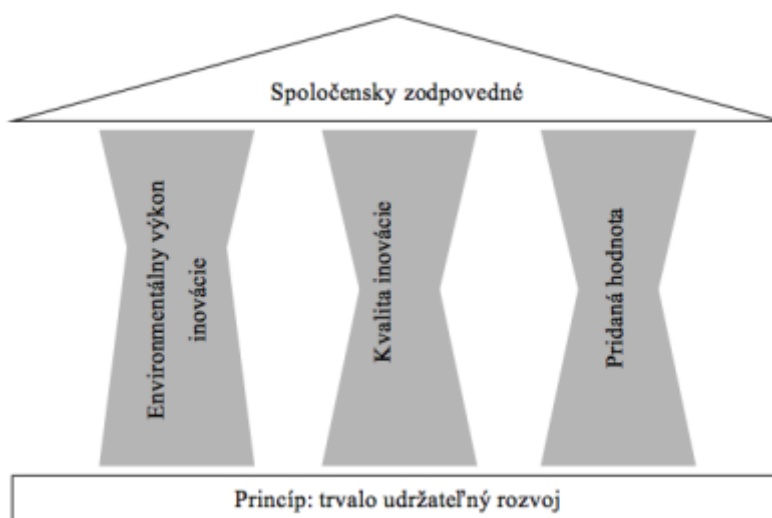 Spoločensky zodpovedné
Environmentálny výkon
inovácie
Kvalita inovácie
Pridaná hodnota
Princíp: trvalo udržateľný rozvoj